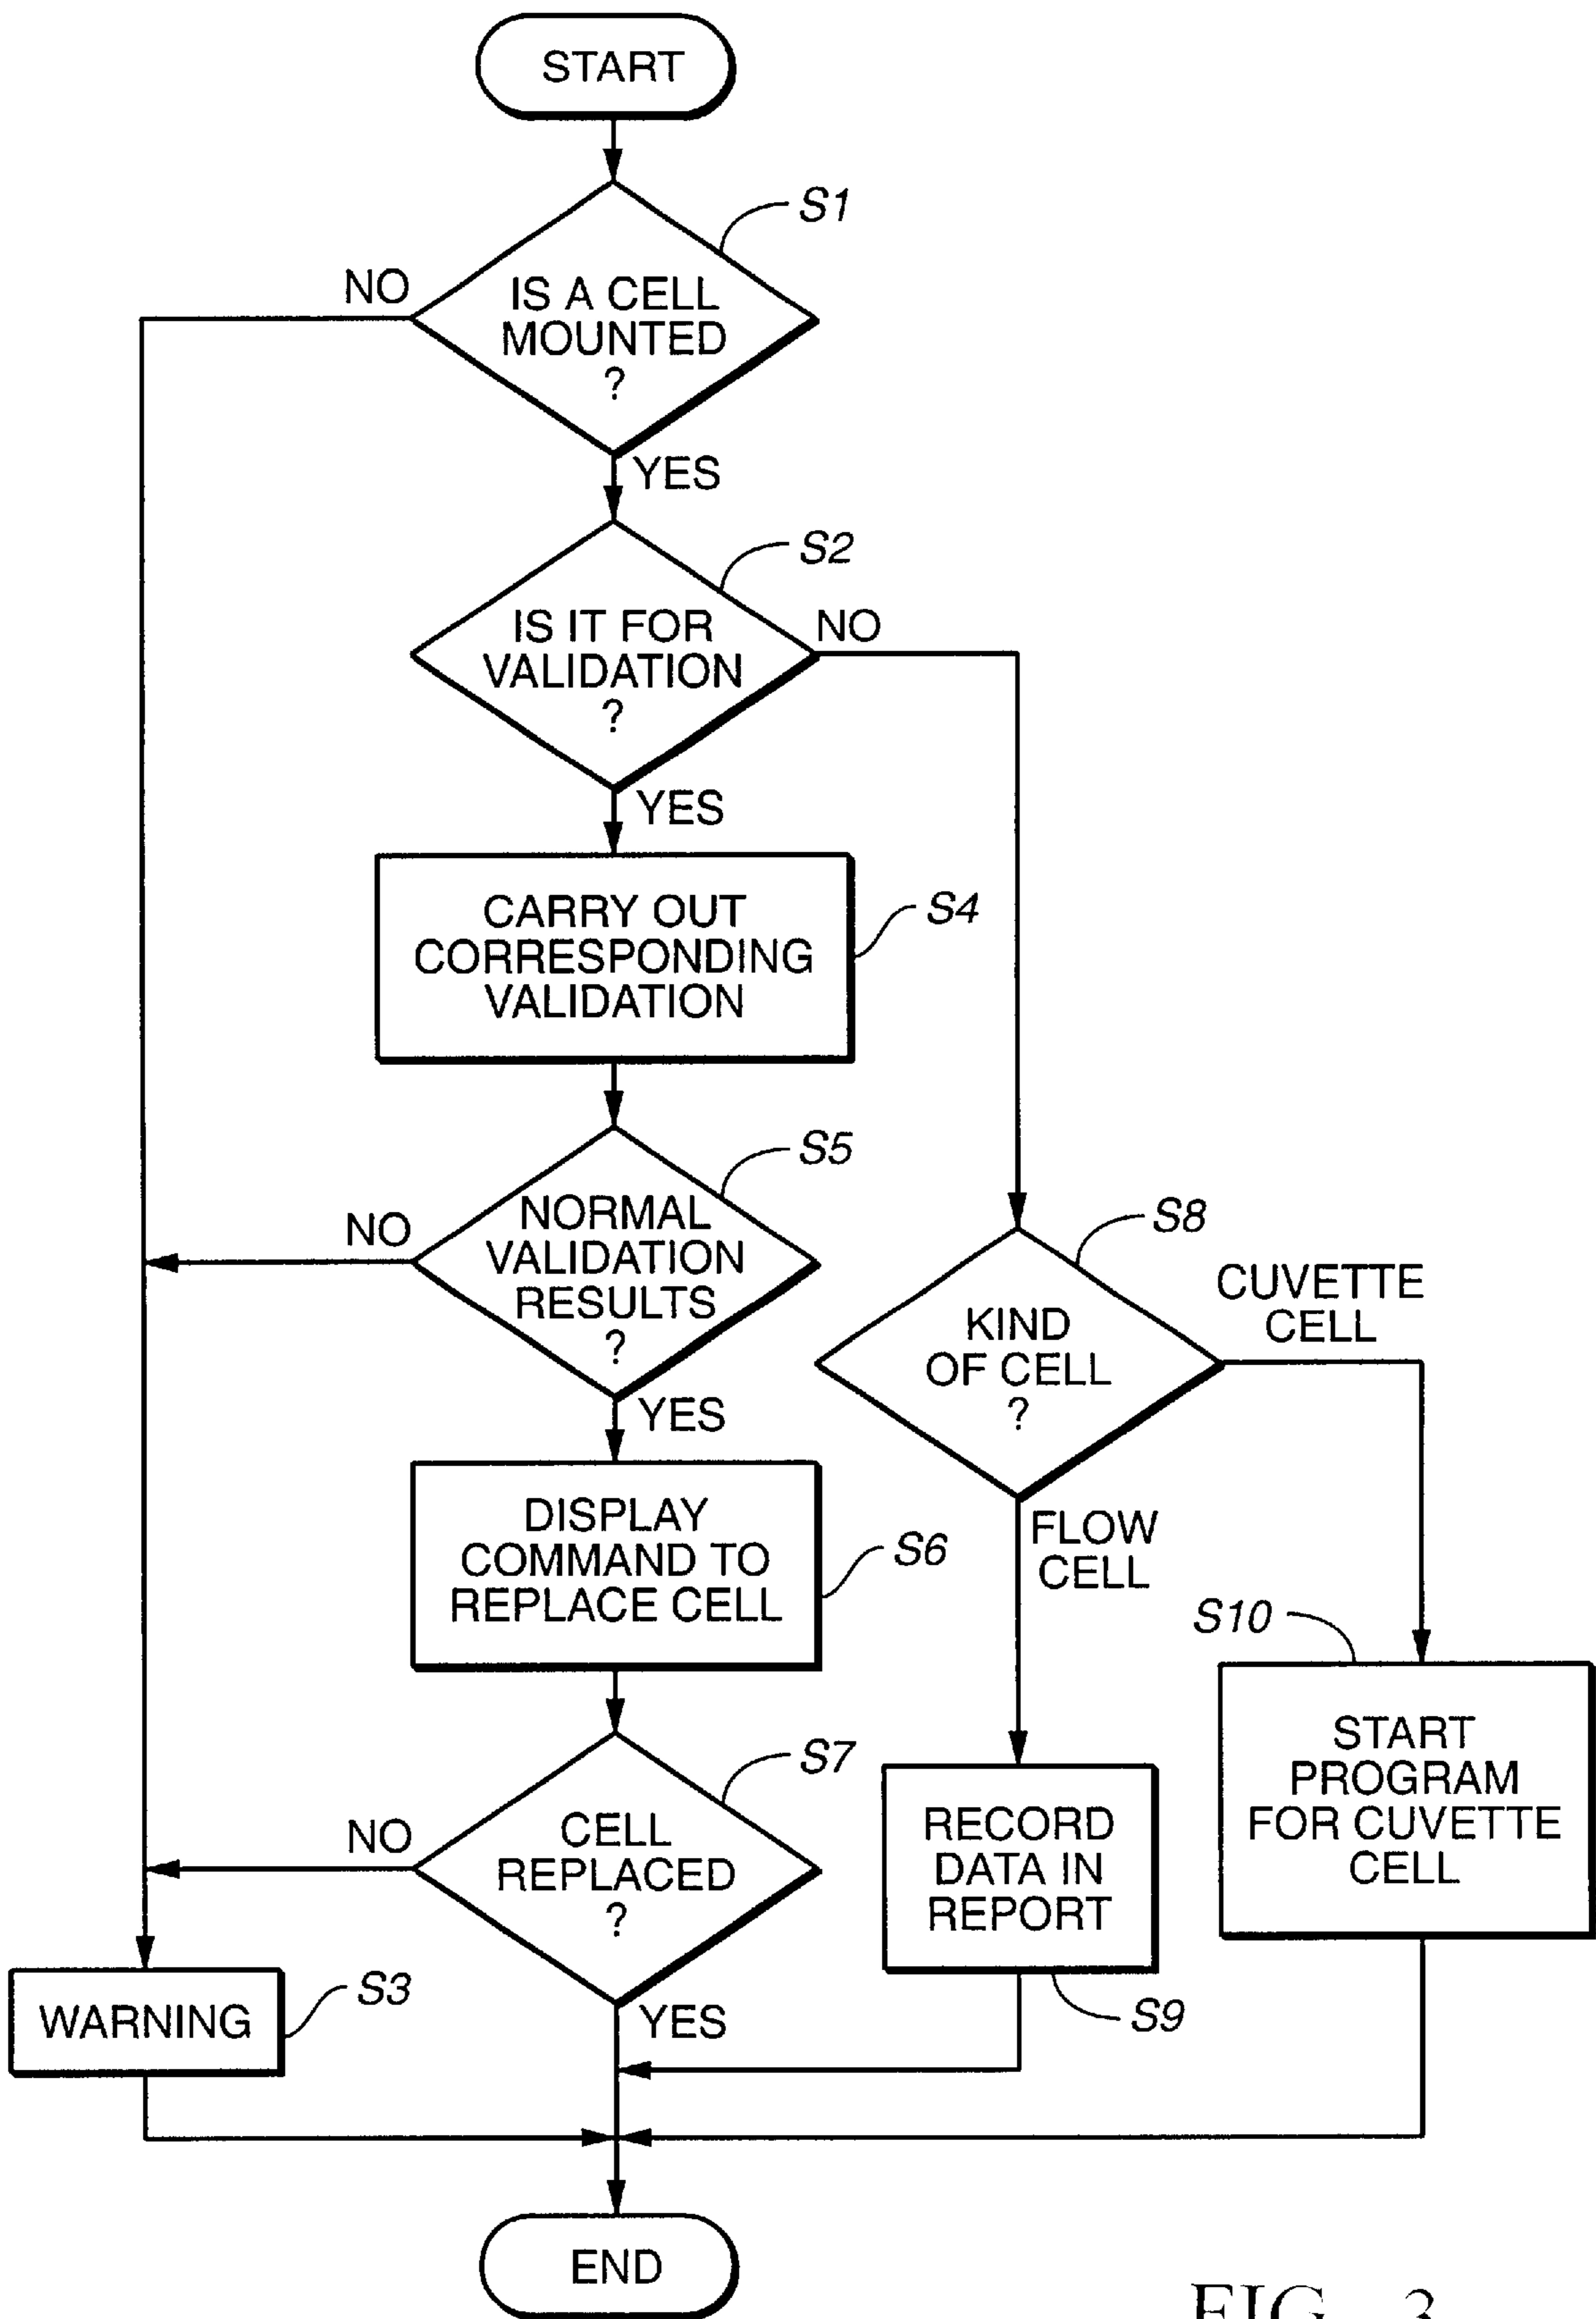 START
S1
NO
IS A CELL
MOUNTED
?
YES
S2
IS IT FOR
VALIDATION
?
NO
YES
CARRY OUT
CORRESPONDING
VALIDATION
S4
S5
NO
NORMAL
VALIDATION
RESULTS
?
YES
S8
KIND
OF CELL
?
CUVETTE
CELL
FLOW
CELL
DISPLAY
COMMAND TO
REPLACE CELL
S6
S10
START
PROGRAM
FOR CUVETTE
CELL
S7
NO
CELL
REPLACED
?
YES
RECORD
DATA IN
REPORT
S9
WARNING
S3
END
FIG._3